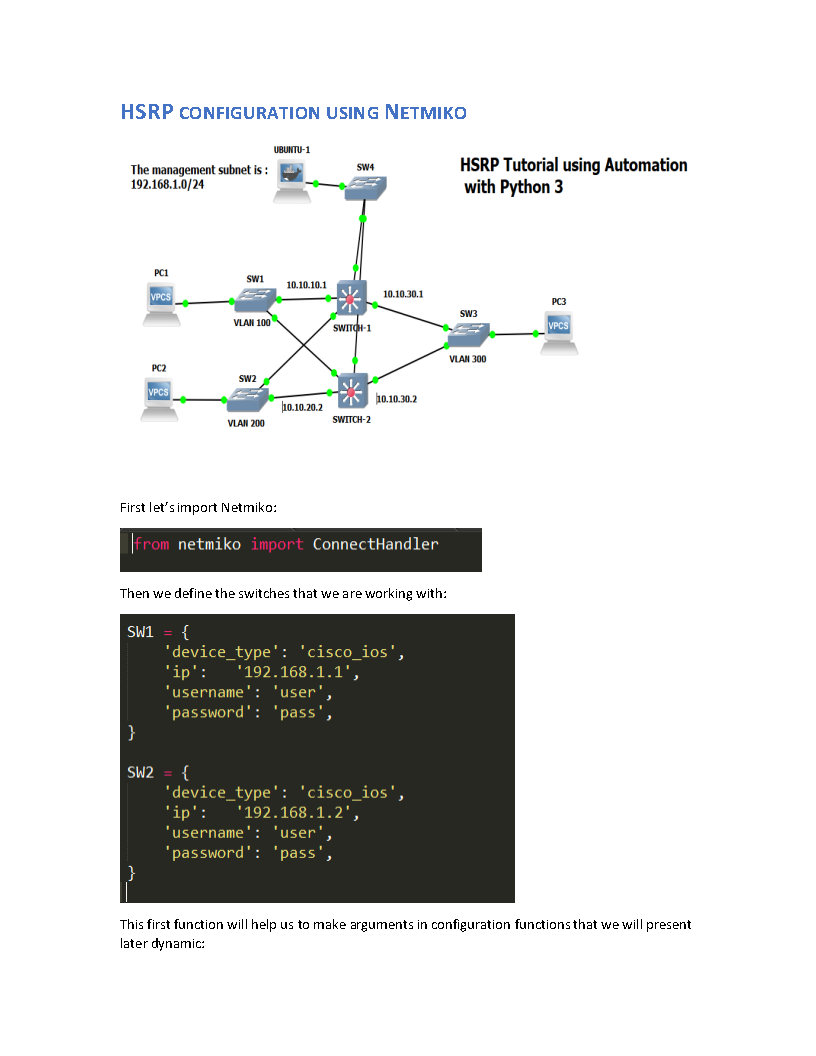 HSRP CONFIGURATION USING NETMIKO
UBUNTU-1
The management subnet is :
192.168.1.0/24
SW4
HSRP Tutorial using Automation
with Python 3
PC1
VPCS
SW1
10.10.10.1
VLAN 100
SWITCH-1
10.10.30.1
SW3
VLAN 300
PC3
VPCS
PC2
VPCS
SW2
VLAN 200
10.10.20.2
SWITCH-2
10.10.30.2
First let’s import Netmiko:
from netmiko import ConnectHandler
Then we define the switches that we are working with:
SW1 = {
'device_type': 'cisco_ios',
'ip':   '192.168.1.1',
'username': 'user',
'password': 'pass',
}
SW2 = {
'device_type': 'cisco_ios',
'ip':   '192.168.1.2',
'username': 'user',
'password': 'pass',
}
This first function will help us to make arguments in configuration functions that we will present
later dynamic: